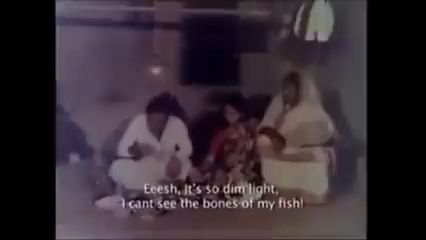 Eeesh, it's so dim light,
I cant see the bones of my fish!